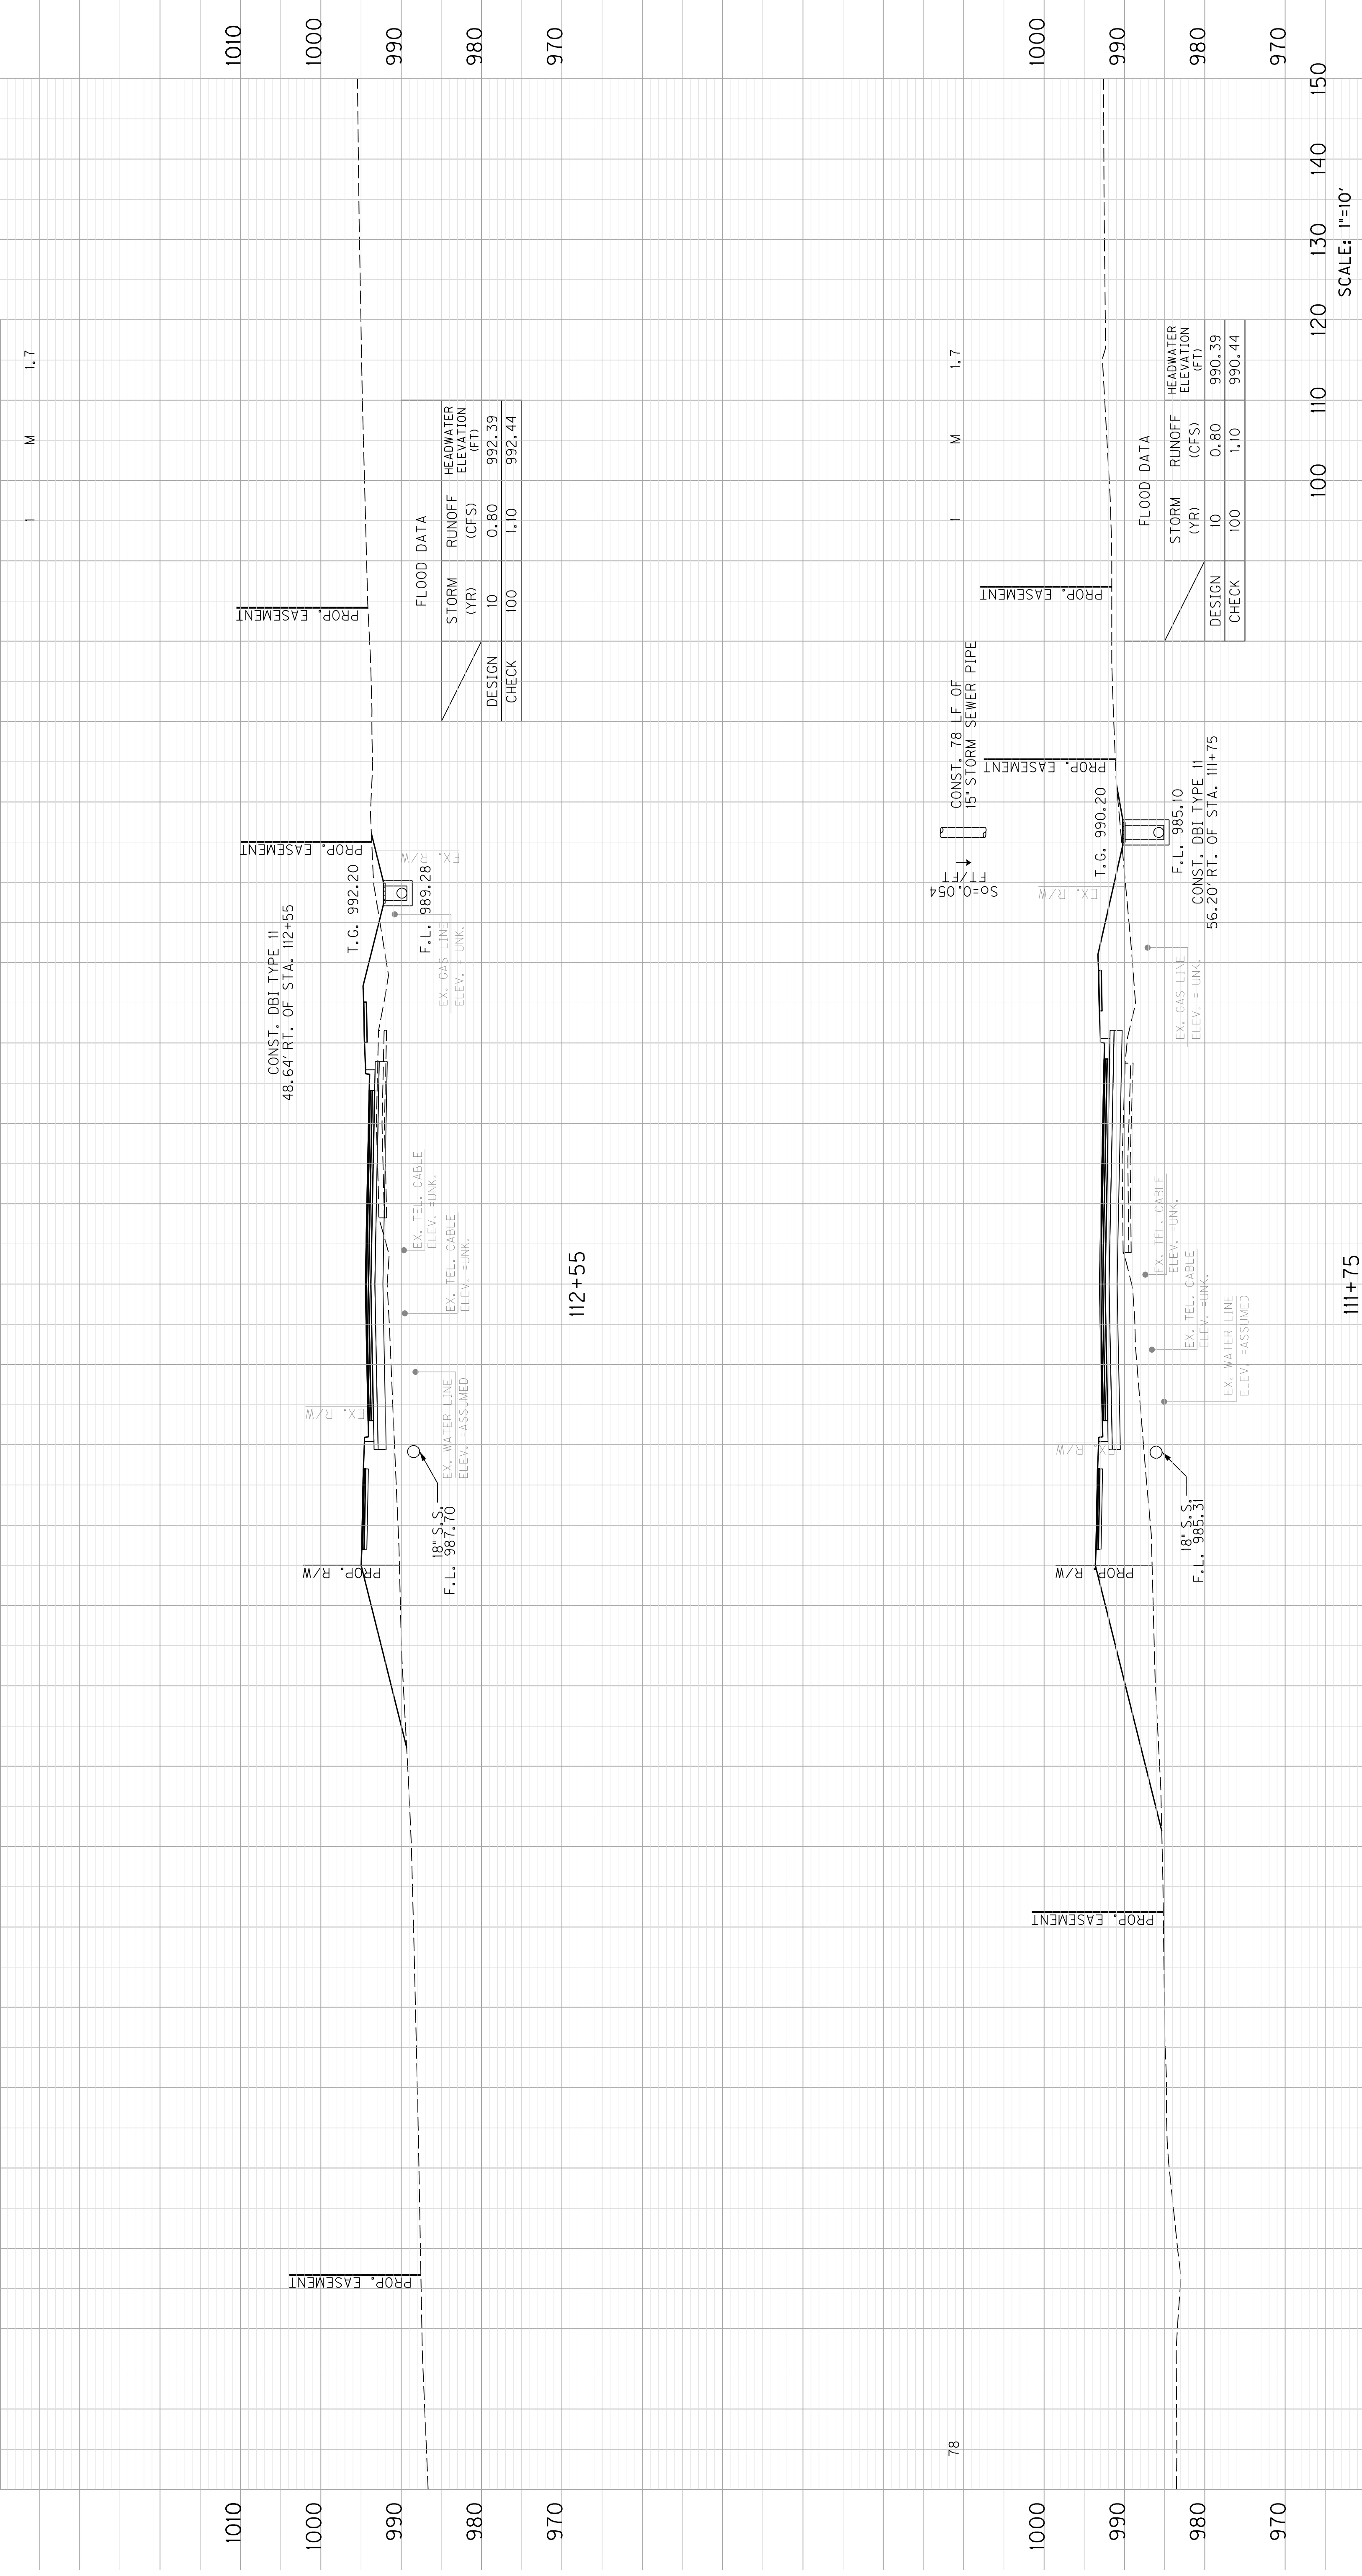 1010
1000
990
980
970
1 M 1.7
PROP. EASEMENT
PROP. R/W
EX. R/W
EX. R/W
PROP. EASEMENT
PROP. EASEMENT
CONST. DBI TYPE 11
48.64' RT. OF STA. 112+55
T.G. 992.20
F.L. 989.28
EX. GAS LINE
ELEV. = UNK.
EX. TEL. CABLE
ELEV. =UNK.
EX. TEL. CABLE
ELEV. =UNK.
EX. WATER LINE
ELEV. =ASSUMED
18" S.S.
F.L. 987.70
FLOOD DATA
STORM (YR) RUNOFF (CFS) HEADWATER ELEVATION (FT)
DESIGN 10 0.80 992.39
CHECK 100 1.10 992.44
1010
1000
990
980
970
112+55
78 1 M 1.7
CONST. 78 LF OF
15" STORM SEWER PIPE
So=0.054
FT/FT
1000
990
980
970
PROP. EASEMENT
PROP. R/W
EX. R/W
EX. R/W
PROP. EASEMENT
PROP. EASEMENT
T.G. 990.20
F.L. 985.10
CONST. DBI TYPE 11
56.20' RT. OF STA. 111+75
EX. GAS LINE
ELEV. = UNK.
EX. TEL. CABLE
ELEV. =UNK.
EX. TEL. CABLE
ELEV. =UNK.
EX. WATER LINE
ELEV. =ASSUMED
18" S.S.
F.L. 985.31
FLOOD DATA
STORM (YR) RUNOFF (CFS) HEADWATER ELEVATION (FT)
DESIGN 10 0.80 990.39
CHECK 100 1.10 990.44
1000
990
980
970
100 110 120 130 140 150
111+75
SCALE: 1"=10'